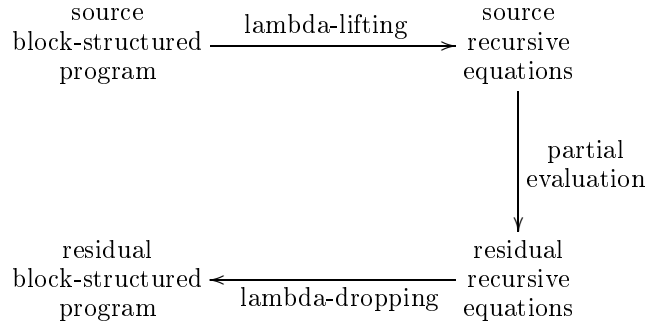 source
block-structured
program
lambda-lifting
source
recursive
equations
partial
evaluation
residual
block-structured
program
lambda-dropping
residual
recursive
equations